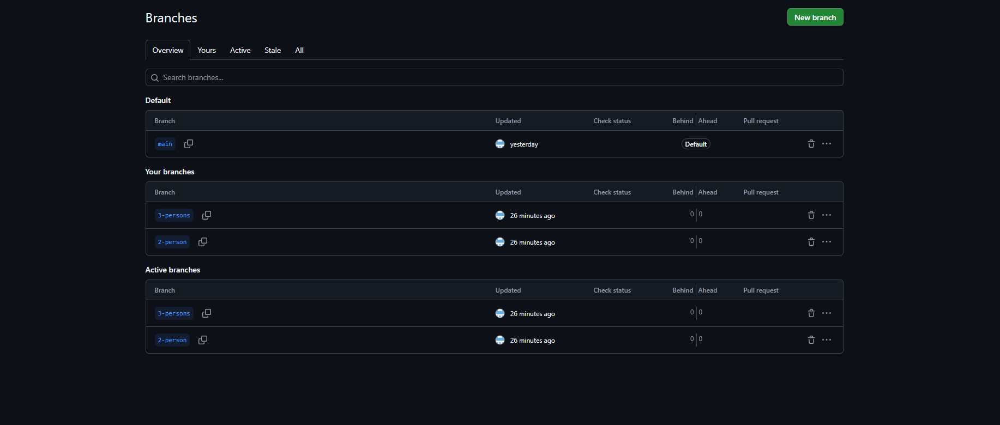 Branches
New branch
Overview Yours Active Stale All
Search branches...
Default
Branch Updated Check status Behind Ahead Pull request
main yesterday Default
Your branches
Branch Updated Check status Behind Ahead Pull request
3-persons 26 minutes ago 0 0
2-person 26 minutes ago 0 0
Active branches
Branch Updated Check status Behind Ahead Pull request
3-persons 26 minutes ago 0 0
2-person 26 minutes ago 0 0